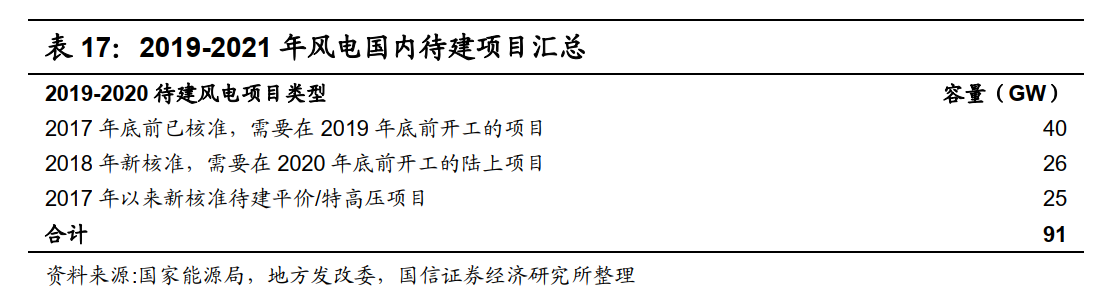 表 17：2019-2021 年风电国内待建项目汇总
2019-2020 待建风电项目类型 容量（GW）
2017 年底前已核准，需要在 2019 年底前开工的项目 40
2018 年新核准，需要在 2020 年底前开工的陆上项目 26
2017 年以来新核准待建平价/特高压项目 25
合计 91
资料来源:国家能源局，地方发改委，国信证券经济研究所整理